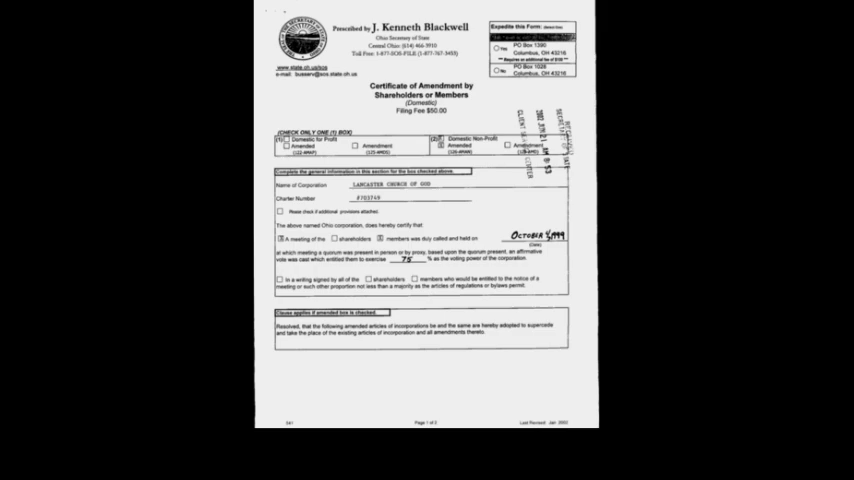 Prescribed by J. Kenneth Blackwell
Ohio Secretary of State
Central Ohio: (614) 466-3910
Toll Free: 1-877-SOS-FILE (1-877-767-3453)
www.state.oh.us/sos
e-mail: busserv@sos.state.oh.us
Expedite this Form:
Yes
PO Box 1390
Columbus, OH 43216
*** Requires an additional fee of $100 ***
No
PO Box 1028
Columbus, OH 43216
Certificate of Amendment by
Shareholders or Members
(Domestic)
Filing Fee $50.00
(CHECK ONLY ONE (1) BOX)
(1) Domestic for Profit
(2) Domestic Non-Profit
Amended
Amendment
Amended
Amendment
(122-AMAP)
(125-AMDS)
(126-AMAN)
Complete the general information in this section for the box checked above.
Name of Corporation LANCASTER CHURCH OF GOD
Charter Number #703749
Please check if additional provisions attached.
The above named Ohio corporation, does hereby certify that:
A meeting of the shareholders X members was duly called and held on OCTOBER 4, 1999
(Date)
at which meeting a quorum was present in person or by proxy, based upon the quorum present, an affirmative
vote was cast which entitled them to exercise 75 % as the voting power of the corporation.
In a writing signed by all of the shareholders members who would be entitled to the notice of a
meeting or such other proportion not less than a majority as the articles of regulations or bylaws permit.
Clause applies if amended box is checked.
Resolved, that the following amended articles of incorporations be and the same are hereby adopted to supercede
and take the place of the existing articles of incorporation and all amendments thereto.
541
Page 1 of 2
Last Revised: Jan. 2002